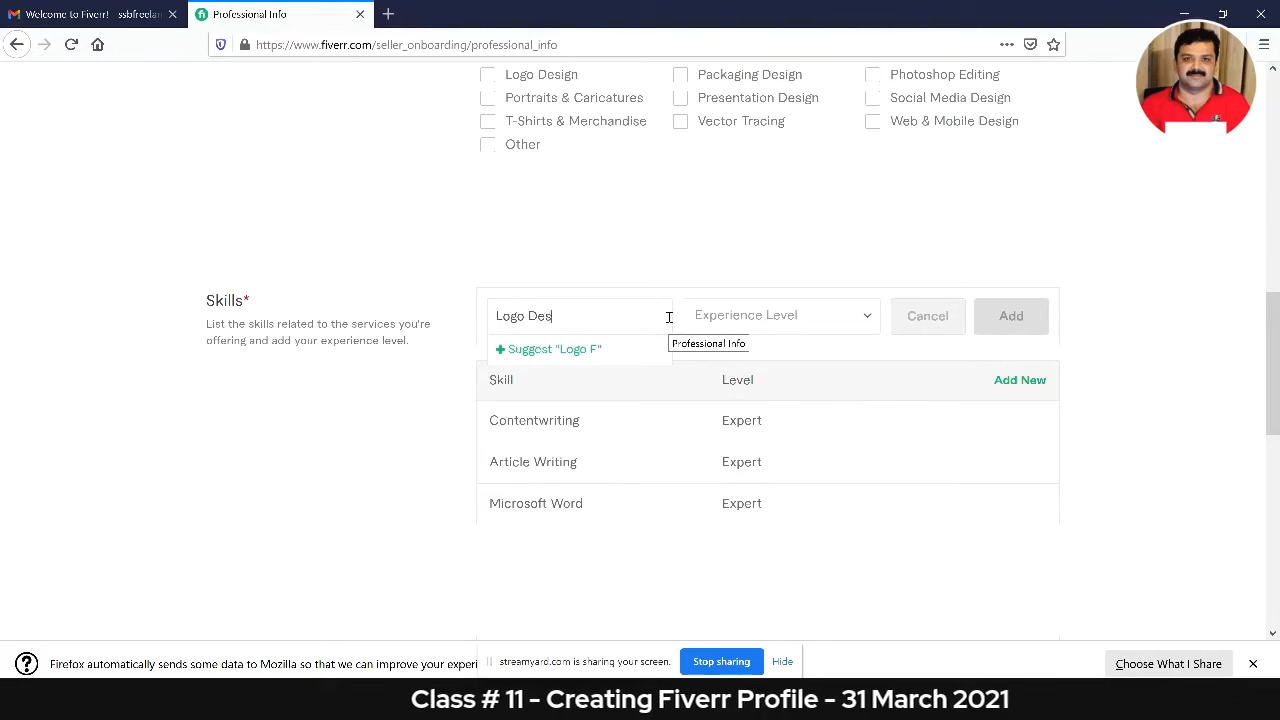 Welcome to Fiverr! ssbfreelan
Professional Info
https://www.fiverr.com/seller_onboarding/professional_info
Logo Design
Packaging Design
Photoshop Editing
Portraits & Caricatures
Presentation Design
Social Media Design
T-Shirts & Merchandise
Vector Tracing
Web & Mobile Design
Other
Skills*
List the skills related to the services you're
offering and add your experience level.
Logo Des
Experience Level
Cancel
Add
Suggest "Logo F"
Professional Info
Skill
Level
Add New
Contentwriting
Expert
Article Writing
Expert
Microsoft Word
Expert
Firefox automatically sends some data to Mozilla so that we can improve your experi
streamyard.com is sharing your screen.
Stop sharing
Hide
Choose What I Share
Class # 11 - Creating Fiverr Profile - 31 March 2021